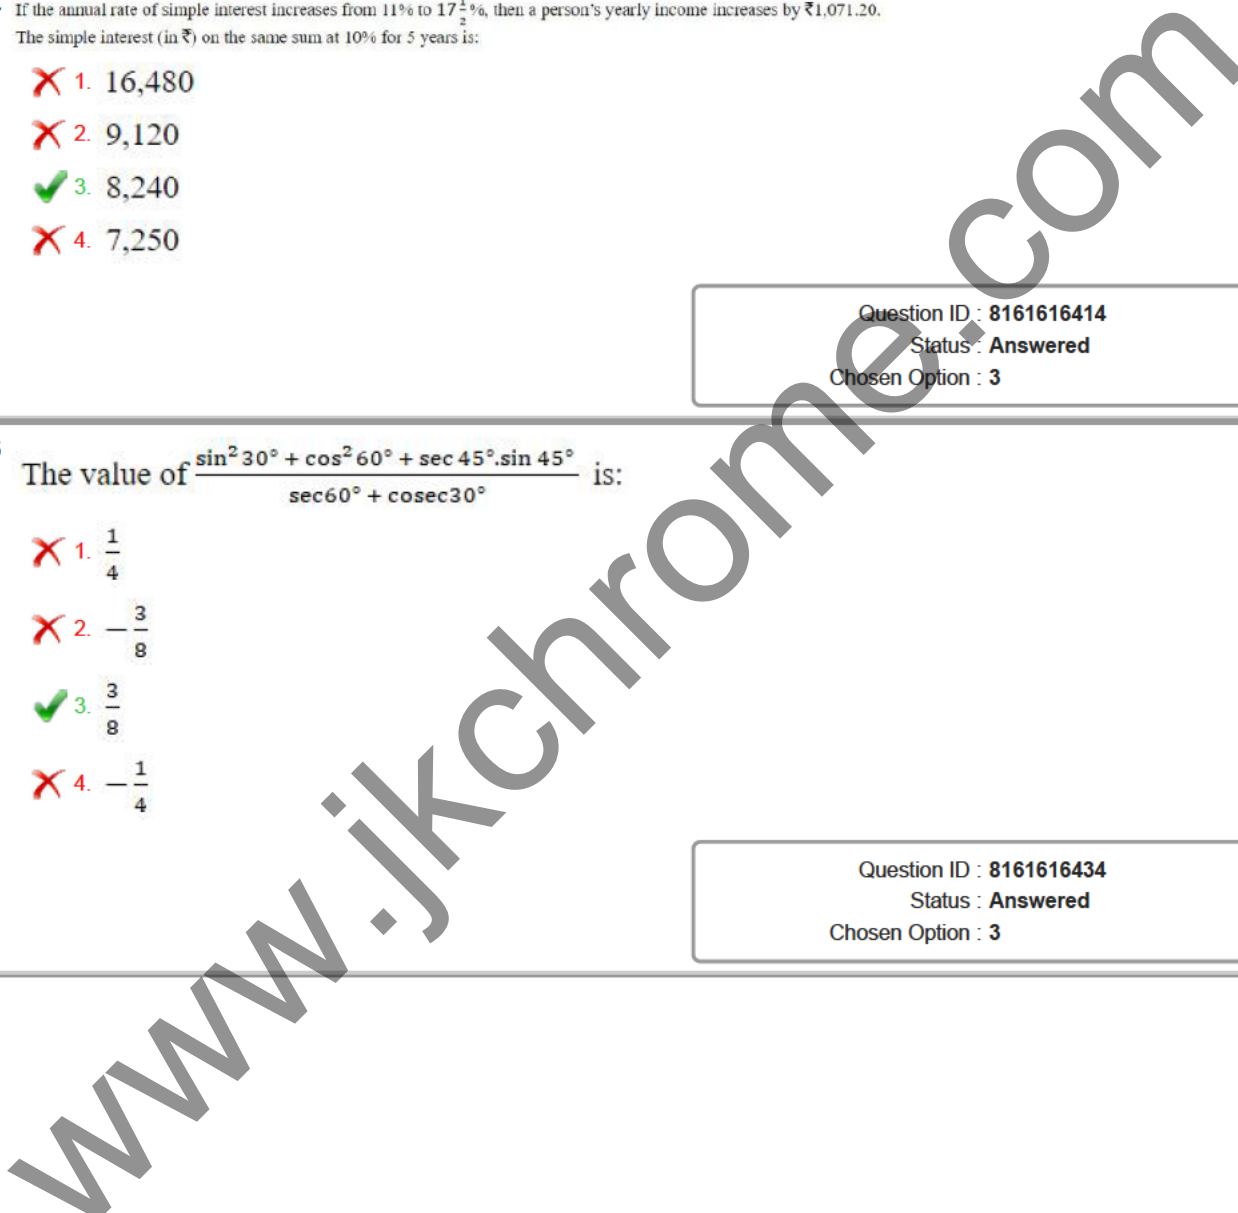 If the annual rate of simple interest increases from 11% to 17 1/2 %, then a person's yearly income increases by ₹1,071.20.
The simple interest (in ₹) on the same sum at 10% for 5 years is:
1. 16,480
2. 9,120
3. 8,240
4. 7,250
Question ID : 8161616414
Status : Answered
Chosen Option : 3
The value of (sin² 30° + cos² 60° + sec 45°.sin 45°)/(sec60° + cosec30°) is:
1. 1/4
2. −3/8
3. 3/8
4. −1/4
Question ID : 8161616434
Status : Answered
Chosen Option : 3
www.jkchrome.com